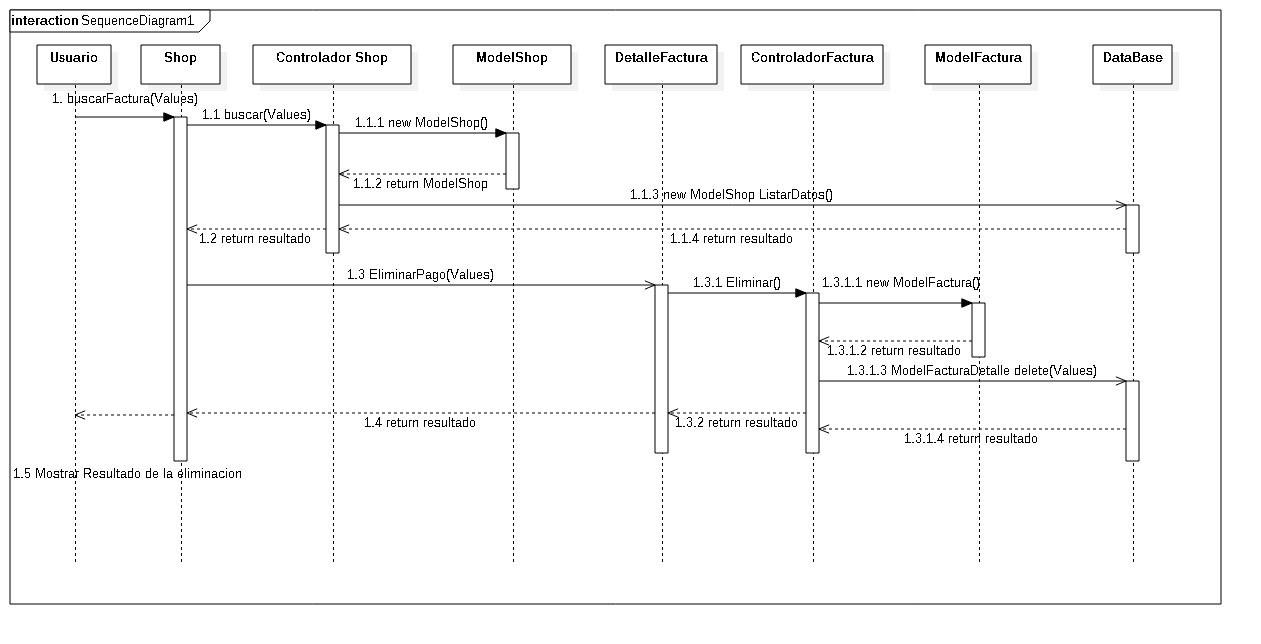 interaction SequenceDiagram1
Usuario
Shop
Controlador Shop
ModelShop
DetalleFactura
ControladorFactura
ModelFactura
DataBase
1. buscarFactura(Values)
1.1 buscar(Values)
1.1.1 new ModelShop()
1.1.2 return ModelShop
1.1.3 new ModelShop ListarDatos()
1.2 return resultado
1.1.4 return resultado
1.3 EliminarPago(Values)
1.3.1 Eliminar()
1.3.1.1 new ModelFactura()
1.3.1.2 return resultado
1.3.1.3 ModelFacturaDetalle delete(Values)
1.4 return resultado
1.3.2 return resultado
1.3.1.4 return resultado
1.5 Mostrar Resultado de la eliminacion